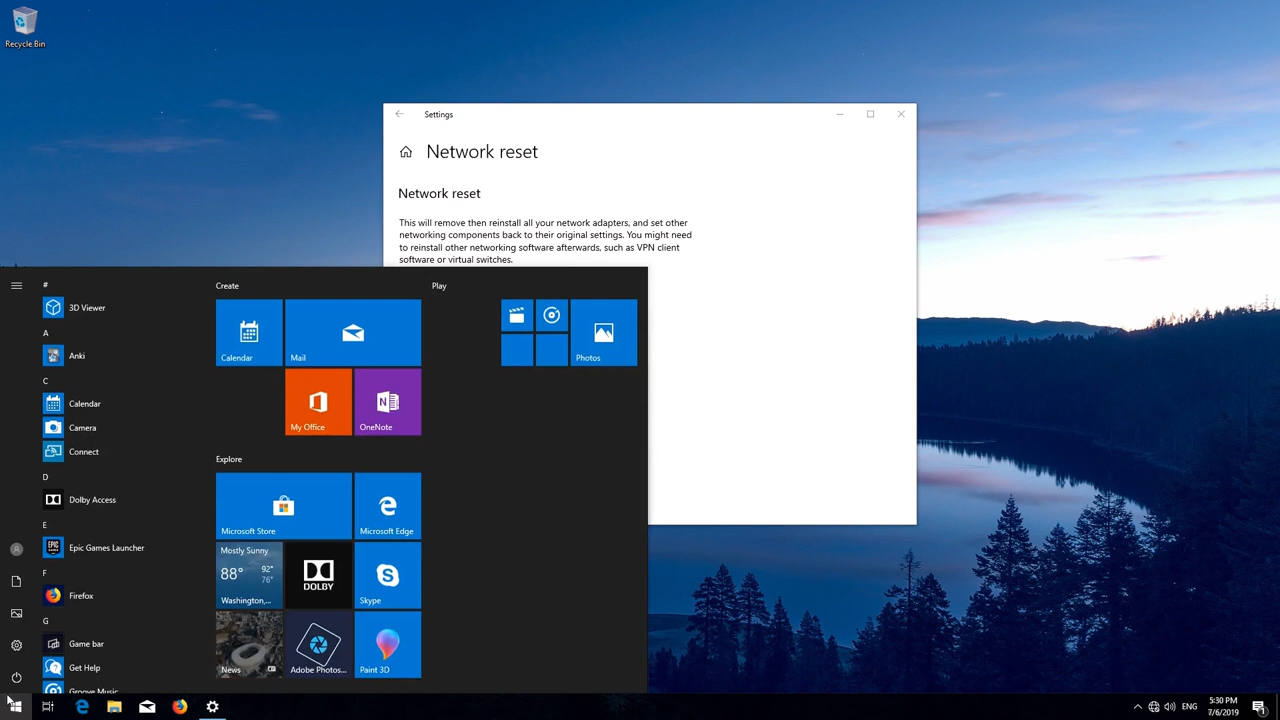 Recycle Bin
Settings
Network reset
Network reset
This will remove then reinstall all your network adapters, and set other
networking components back to their original settings. You might need
to reinstall other networking software afterwards, such as VPN client
software or virtual switches.
#
3D Viewer
A
Anki
C
Calendar
Camera
Connect
D
Dolby Access
E
Epic Games Launcher
F
Firefox
G
Game bar
Get Help
Groove Music
Create
Calendar
Mail
My Office
OneNote
Explore
Microsoft Store
Microsoft Edge
Mostly Sunny
88°
92°
76°
Washington,...
DOLBY
Skype
News
Adobe Photos...
Paint 3D
Play
Photos
ENG
5:30 PM
7/6/2019
1